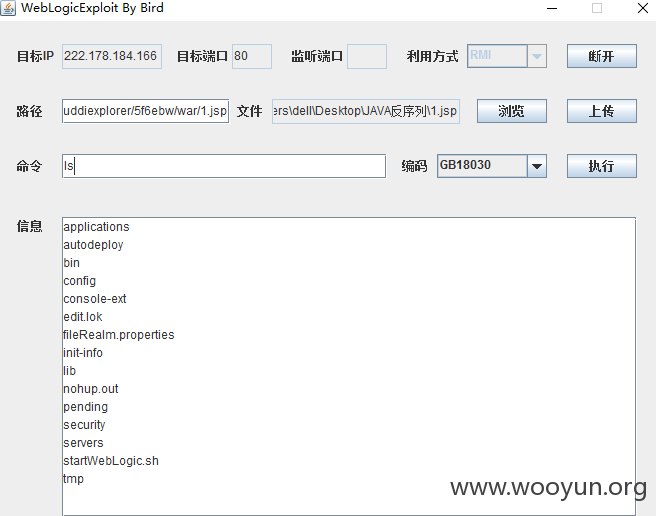 WebLogicExploit By Bird
目标IP 222.178.184.166 目标端口 80 监听端口 利用方式 RMI 断开
路径 uddiexplorer/5f6ebw/war/1.jsp 文件 ers\dell\Desktop\JAVA反序列\1.jsp 浏览 上传
命令 ls 编码 GB18030 执行
信息 applications
autodeploy
bin
config
console-ext
edit.lok
fileRealm.properties
init-info
lib
nohup.out
pending
security
servers
startWebLogic.sh
tmp
www.wooyun.org